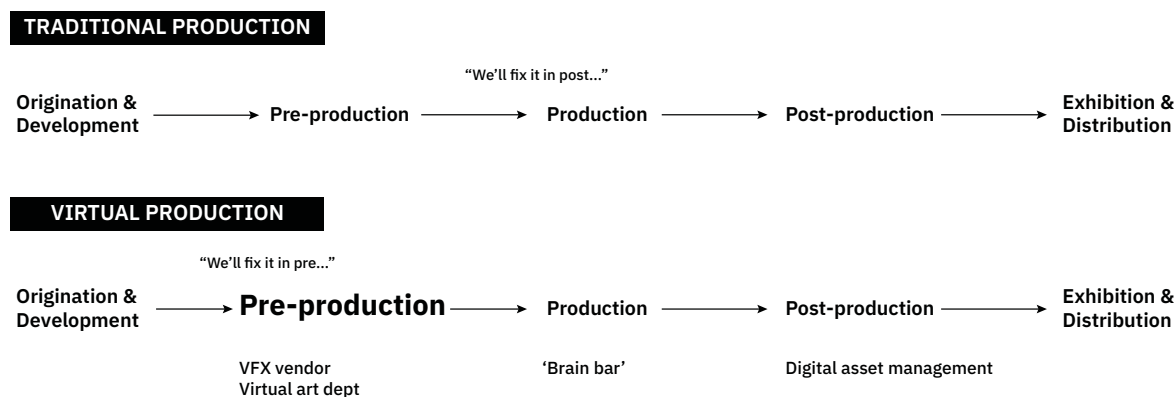 TRADITIONAL PRODUCTION
“We’ll fix it in post...”
Origination &
Development
Pre-production
Production
Post-production
Exhibition &
Distribution
VIRTUAL PRODUCTION
“We’ll fix it in pre...”
Origination &
Development
Pre-production
Production
Post-production
Exhibition &
Distribution
VFX vendor
Virtual art dept
‘Brain bar’
Digital asset management